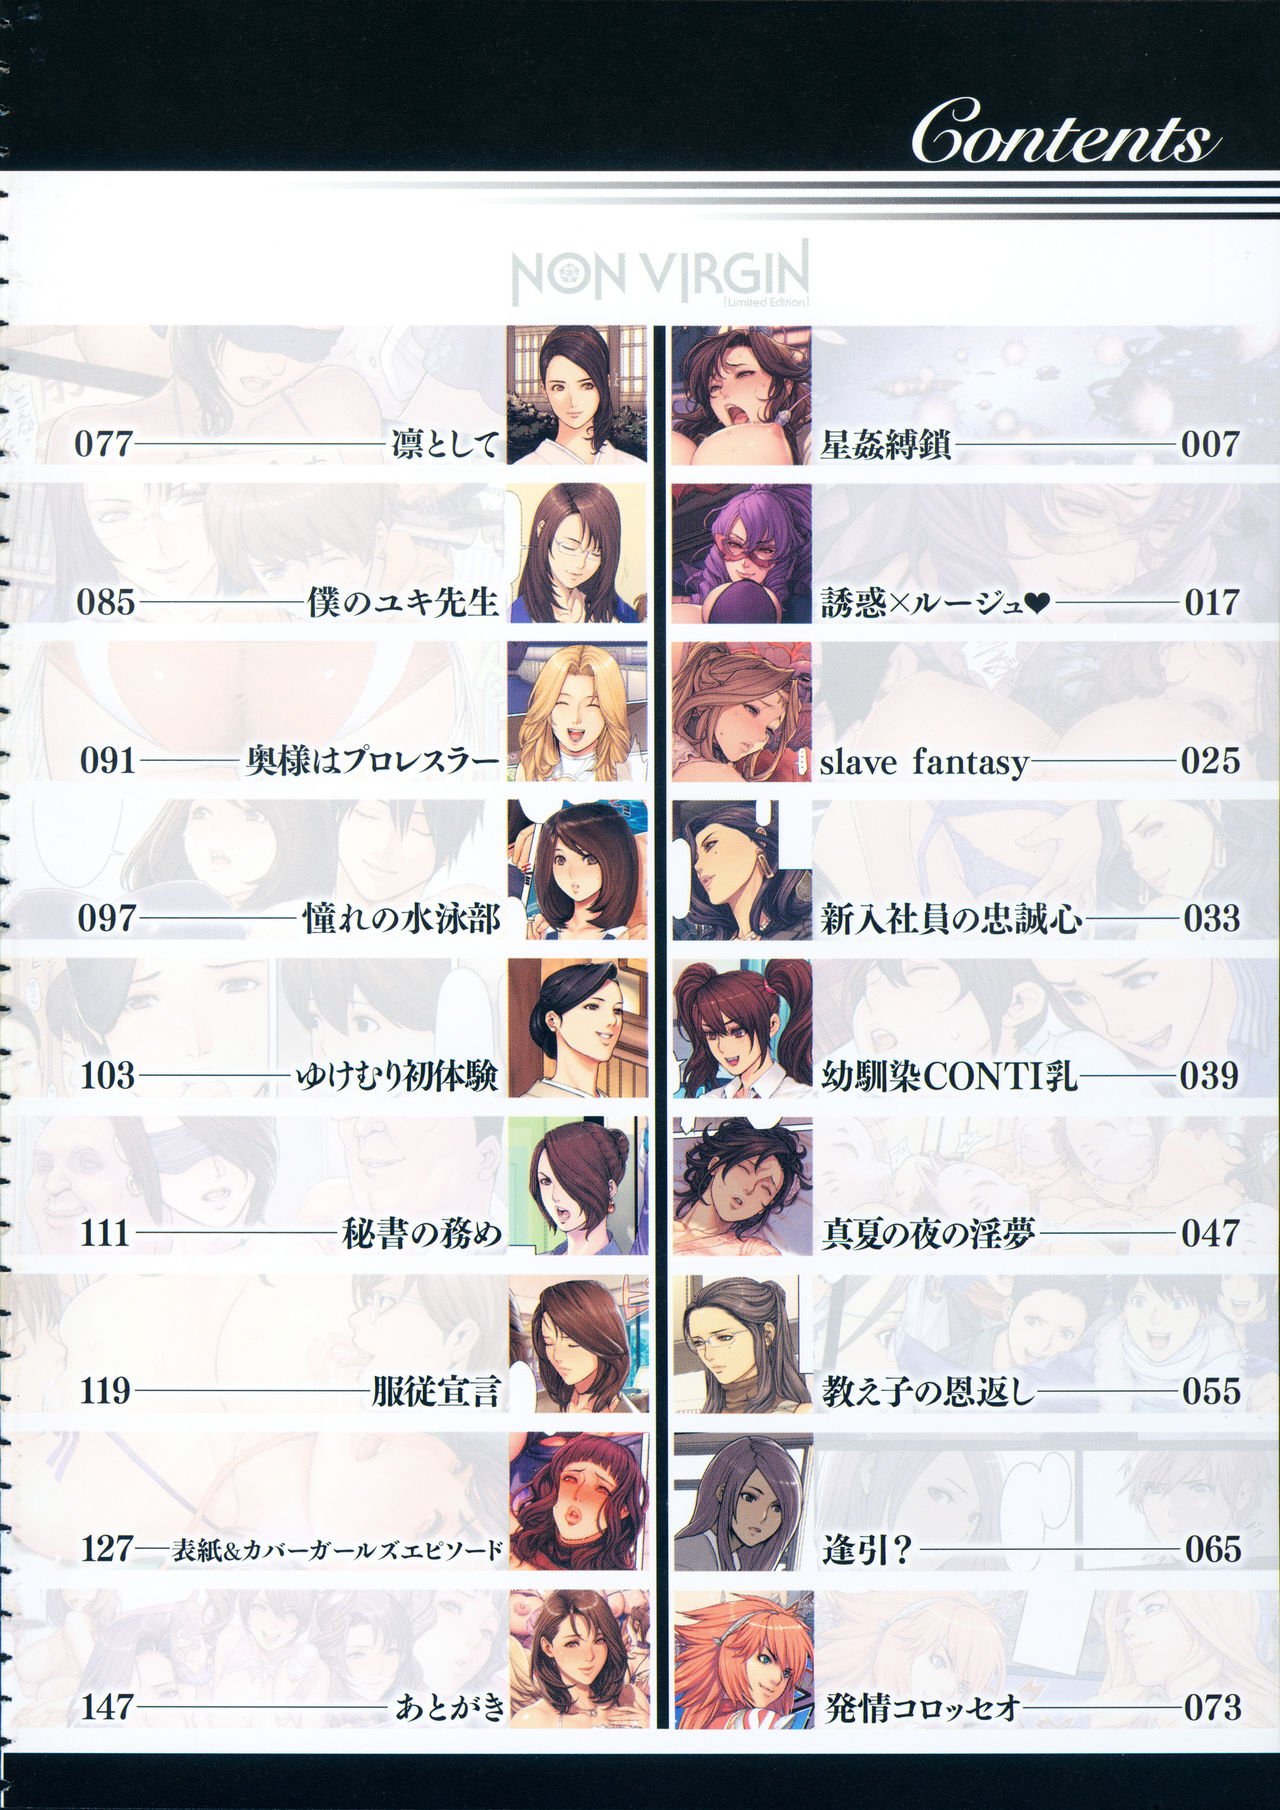 Contents
NON VIRGIN
[Limited Edition]
星姦縛鎖 007
誘惑×ルージュ♥ 017
slave fantasy 025
新入社員の忠誠心 033
幼馴染CONTI乳 039
真夏の夜の淫夢 047
教え子の恩返し 055
逢引? 065
発情コロッセオ 073
077 凛として
085 僕のユキ先生
091 奥様はプロレスラー
097 憧れの水泳部
103 ゆけむり初体験
111 秘書の務め
119 服従宣言
127 表紙&カバーガールズエピソード
147 あとがき